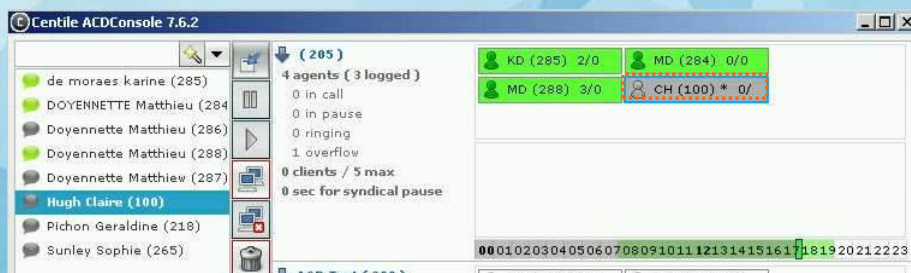 Centile ACDConsole 7.6.2
de moraes karine (285)
DOYENNETTE Matthieu (284
Doyennette Matthieu (286)
Doyennette Matthieu (288)
Doyennette Matthiew (287)
Hugh Claire (100)
Pichon Geraldine (218)
Sunley Sophie (265)
(205)
4 agents ( 3 logged )
0 in call
0 in pause
0 ringing
1 overflow
0 clients / 5 max
0 sec for syndical pause
KD (285) 2/0
MD (284) 0/0
MD (288) 3/0
CH (100) * 0/
000102030405060708091011121314151617181920212223